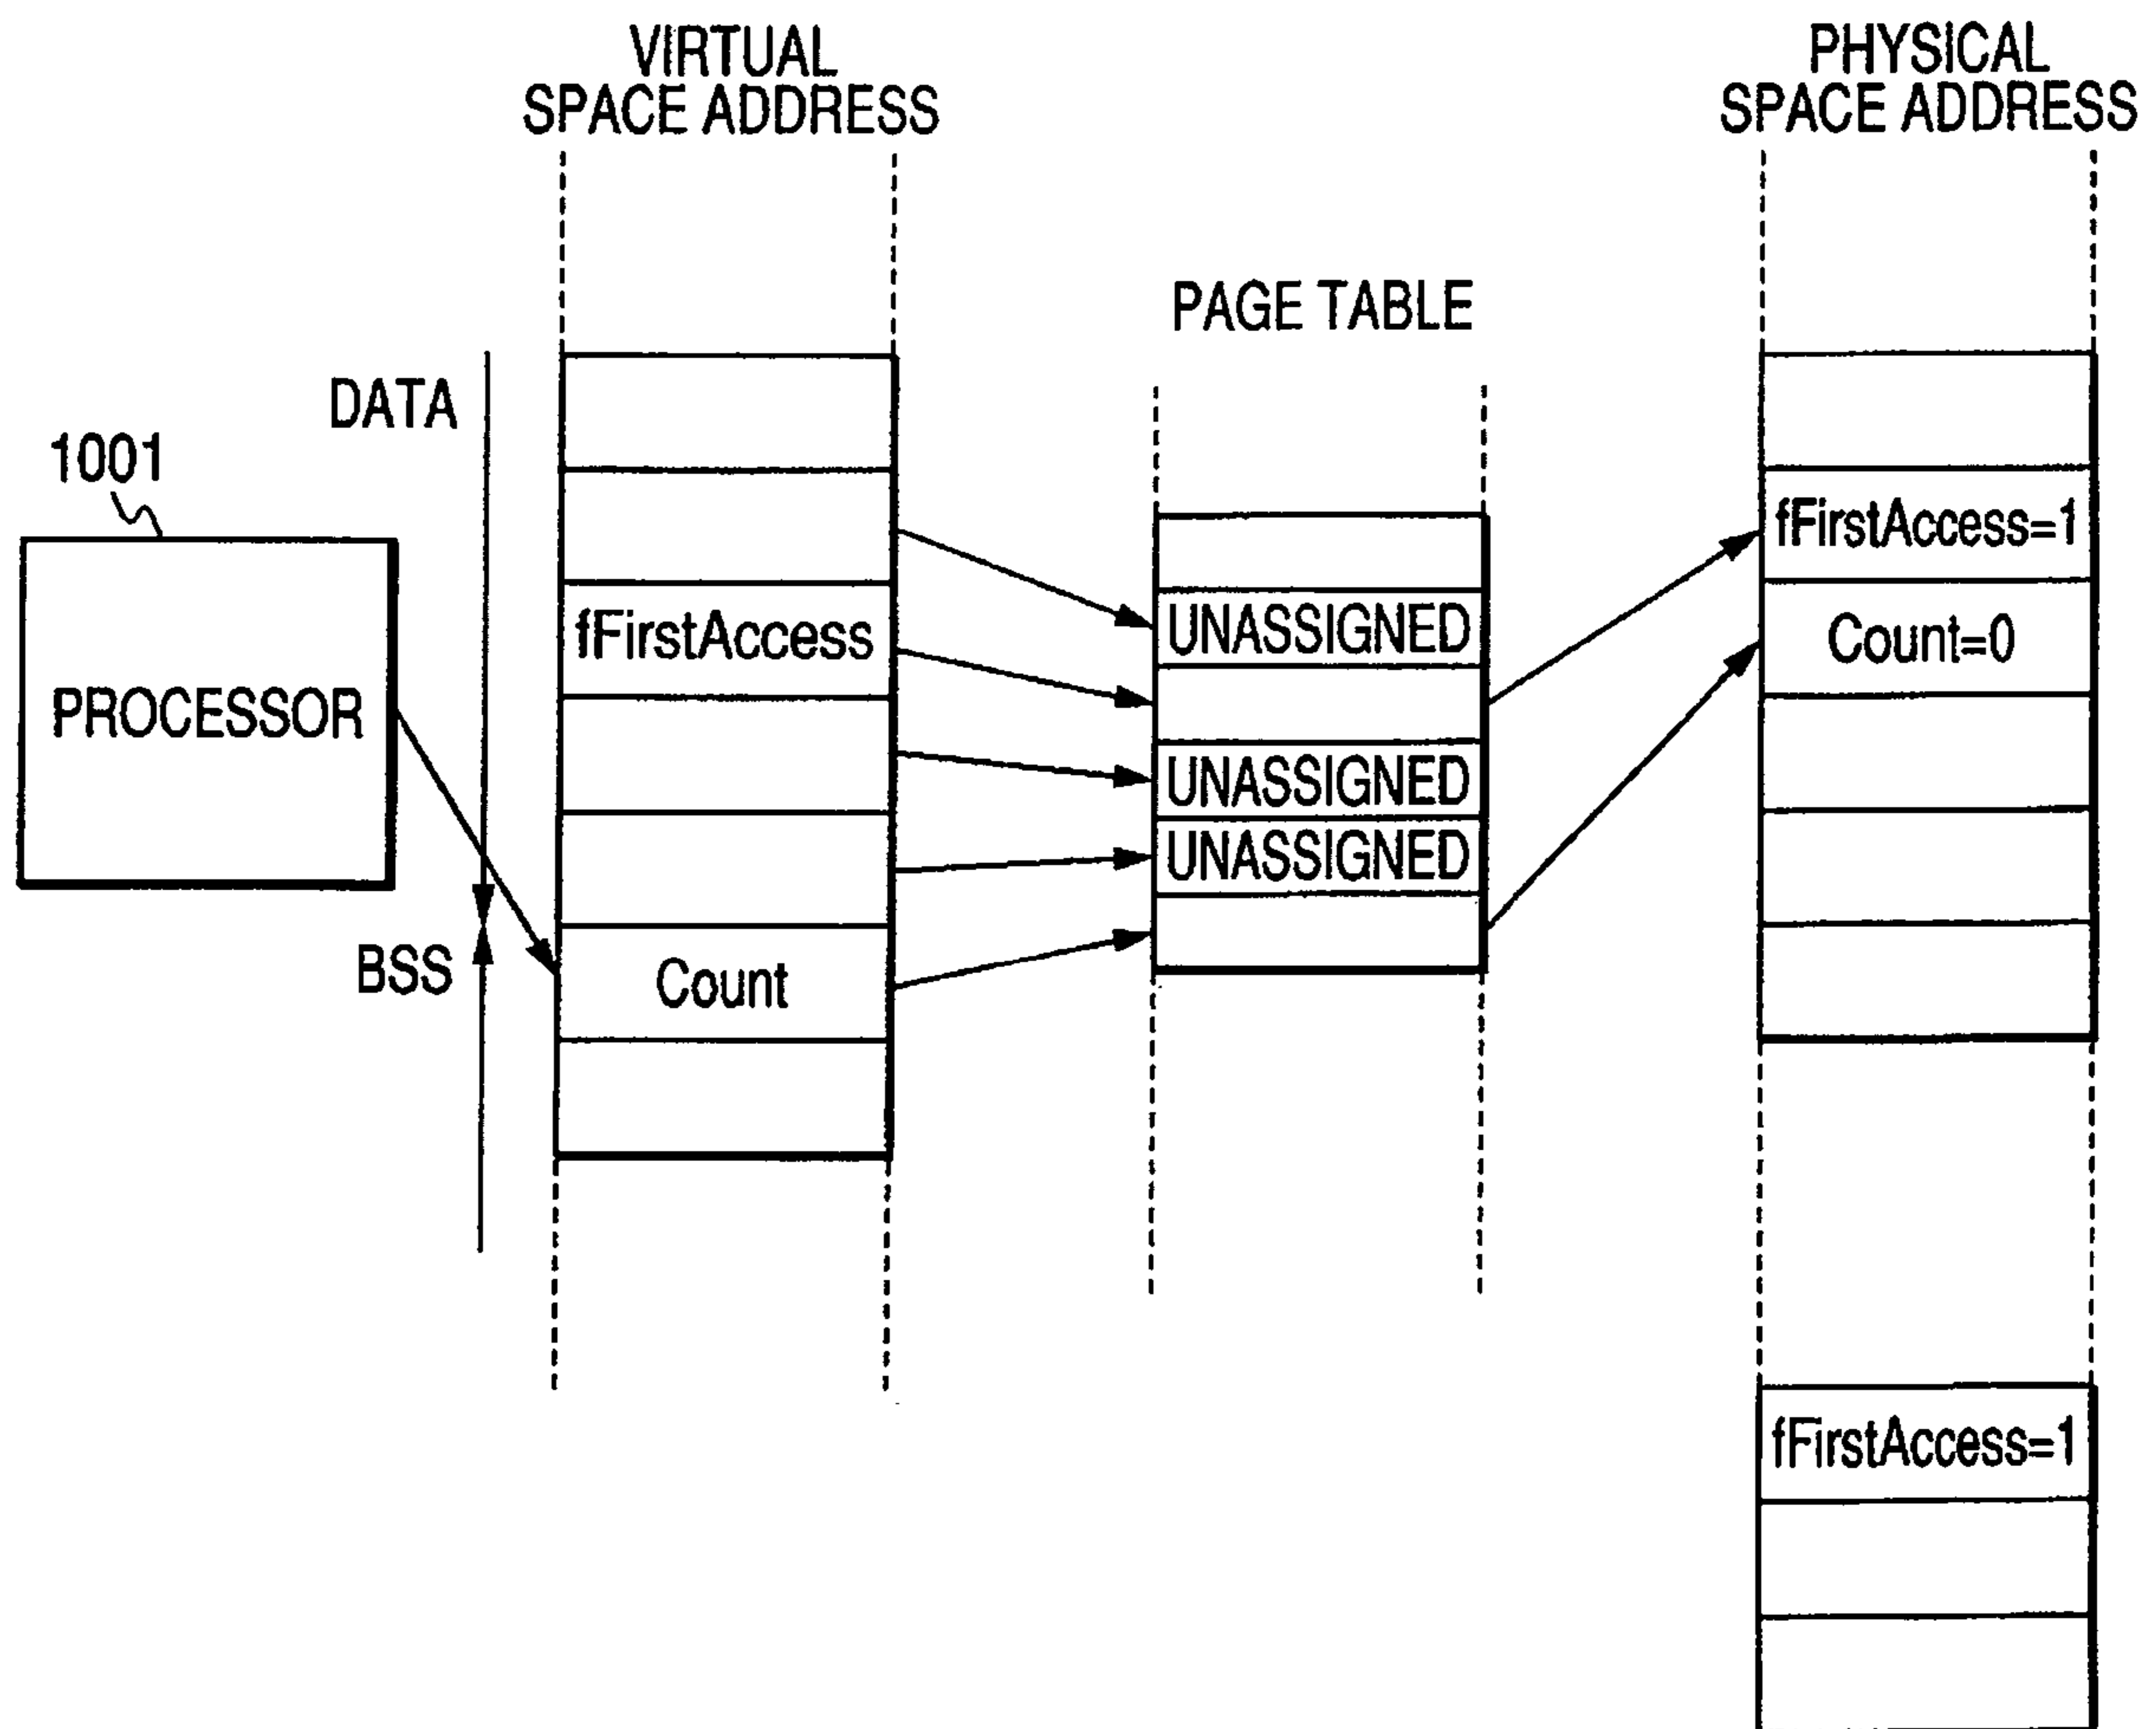 VIRTUAL
SPACE ADDRESS
PHYSICAL
SPACE ADDRESS
PAGE TABLE
DATA
1001
PROCESSOR
BSS
fFirstAccess
Count
UNASSIGNED
UNASSIGNED
UNASSIGNED
fFirstAccess=1
Count=0
fFirstAccess=1